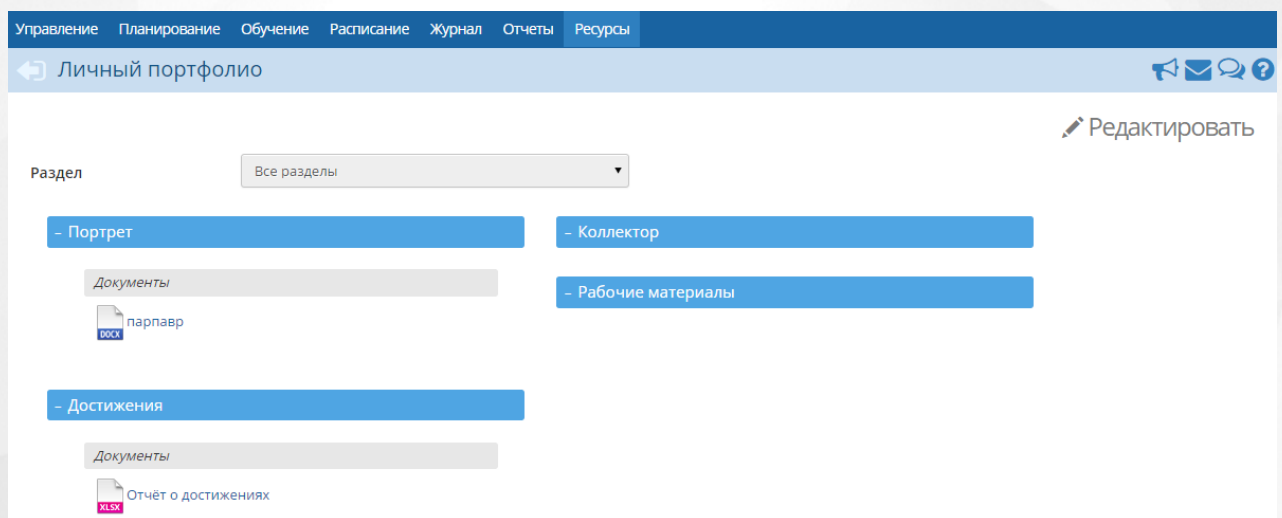 Управление Планирование Обучение Расписание Журнал Отчеты Ресурсы
Личный портфолио
Редактировать
Раздел Все разделы
– Портрет
Документы
DOCX парпавр
– Достижения
Документы
XLSX Отчёт о достижениях
– Коллектор
– Рабочие материалы